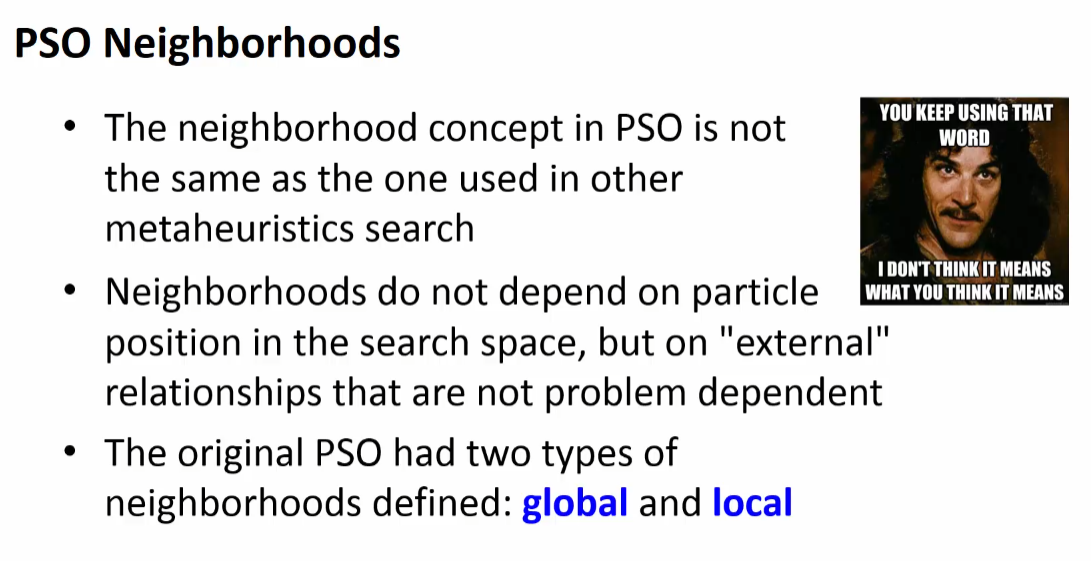 PSO Neighborhoods
• The neighborhood concept in PSO is not
the same as the one used in other
metaheuristics search
• Neighborhoods do not depend on particle
position in the search space, but on "external"
relationships that are not problem dependent
• The original PSO had two types of
neighborhoods defined: global and local
YOU KEEP USING THAT
WORD
I DON'T THINK IT MEANS
WHAT YOU THINK IT MEANS